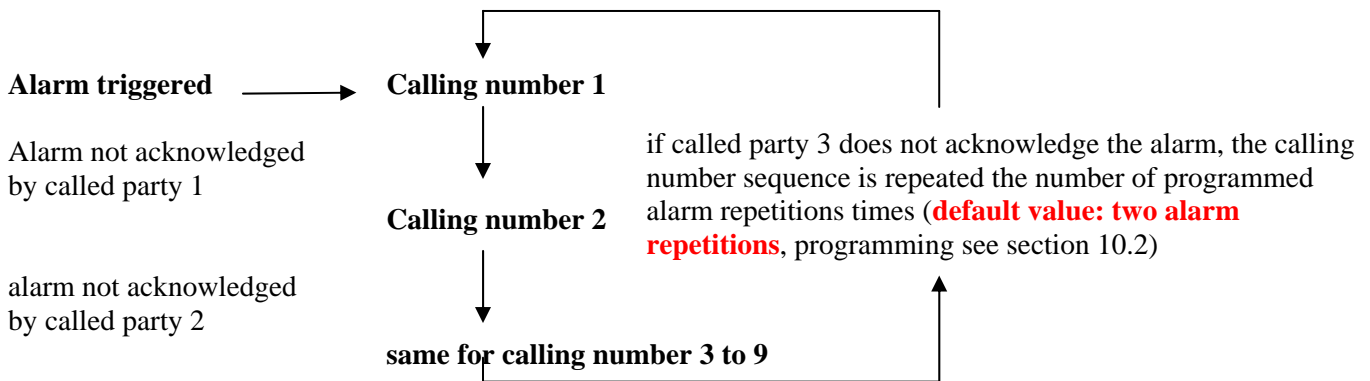 Alarm triggered
Calling number 1
Alarm not acknowledged
by called party 1
if called party 3 does not acknowledge the alarm, the calling
number sequence is repeated the number of programmed
alarm repetitions times (default value: two alarm
repetitions, programming see section 10.2)
Calling number 2
alarm not acknowledged
by called party 2
same for calling number 3 to 9